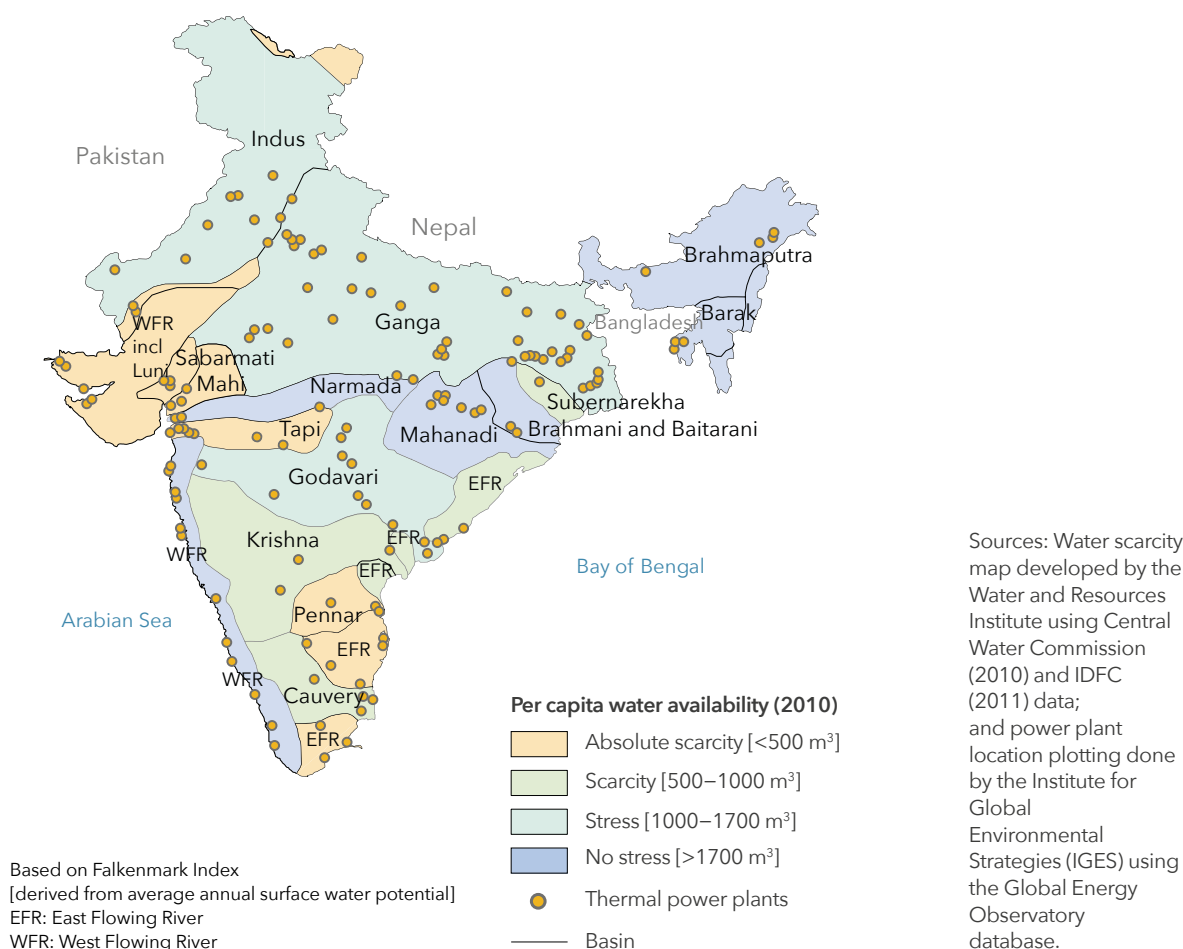 Indus
Pakistan
Nepal
Brahmaputra
Ganga
Bangladesh
Barak
WFR
incl
Luni
Sabarmati
Mahi
Narmada
Subernarekha
Tapi
Mahanadi
Brahmani and Baitarani
Godavari
EFR
Krishna
EFR
WFR
EFR
Bay of Bengal
Arabian Sea
Pennar
EFR
WFR
Cauvery
EFR
Per capita water availability (2010)
Absolute scarcity [<500 m³]
Scarcity [500–1000 m³]
Stress [1000–1700 m³]
No stress [>1700 m³]
Thermal power plants
Basin
Based on Falkenmark Index
[derived from average annual surface water potential]
EFR: East Flowing River
WFR: West Flowing River
Sources: Water scarcity
map developed by the
Water and Resources
Institute using Central
Water Commission
(2010) and IDFC
(2011) data;
and power plant
location plotting done
by the Institute for
Global
Environmental
Strategies (IGES) using
the Global Energy
Observatory
database.